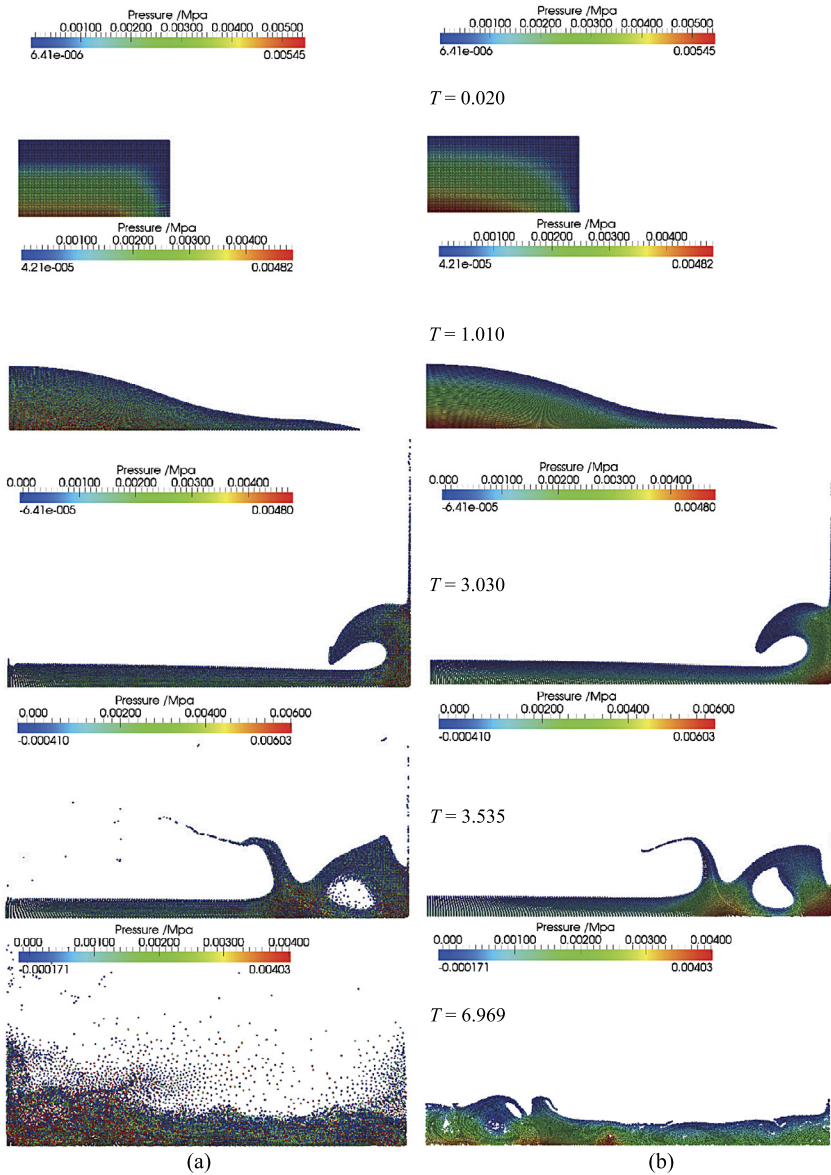 Pressure /Mpa
0.00100 0.00200 0.00300 0.00400 0.00500
6.41e-006 0.00545
Pressure /Mpa
0.00100 0.00200 0.00300 0.00400 0.00500
6.41e-006 0.00545
T = 0.020
Pressure /Mpa
0.00100 0.00200 0.00300 0.00400
4.21e-005 0.00482
Pressure /Mpa
0.00100 0.00200 0.00300 0.00400
4.21e-005 0.00482
T = 1.010
Pressure /Mpa
0.000 0.00100 0.00200 0.00300 0.00400
-6.41e-005 0.00480
Pressure /Mpa
0.000 0.00100 0.00200 0.00300 0.00400
-6.41e-005 0.00480
T = 3.030
Pressure /Mpa
0.000 0.00200 0.00400 0.00600
-0.000410 0.00603
Pressure /Mpa
0.000 0.00200 0.00400 0.00600
-0.000410 0.00603
T = 3.535
Pressure /Mpa
0.000 0.00100 0.00200 0.00300 0.00400
-0.000171 0.00403
Pressure /Mpa
0.000 0.00100 0.00200 0.00300 0.00400
-0.000171 0.00403
T = 6.969
(a)
(b)